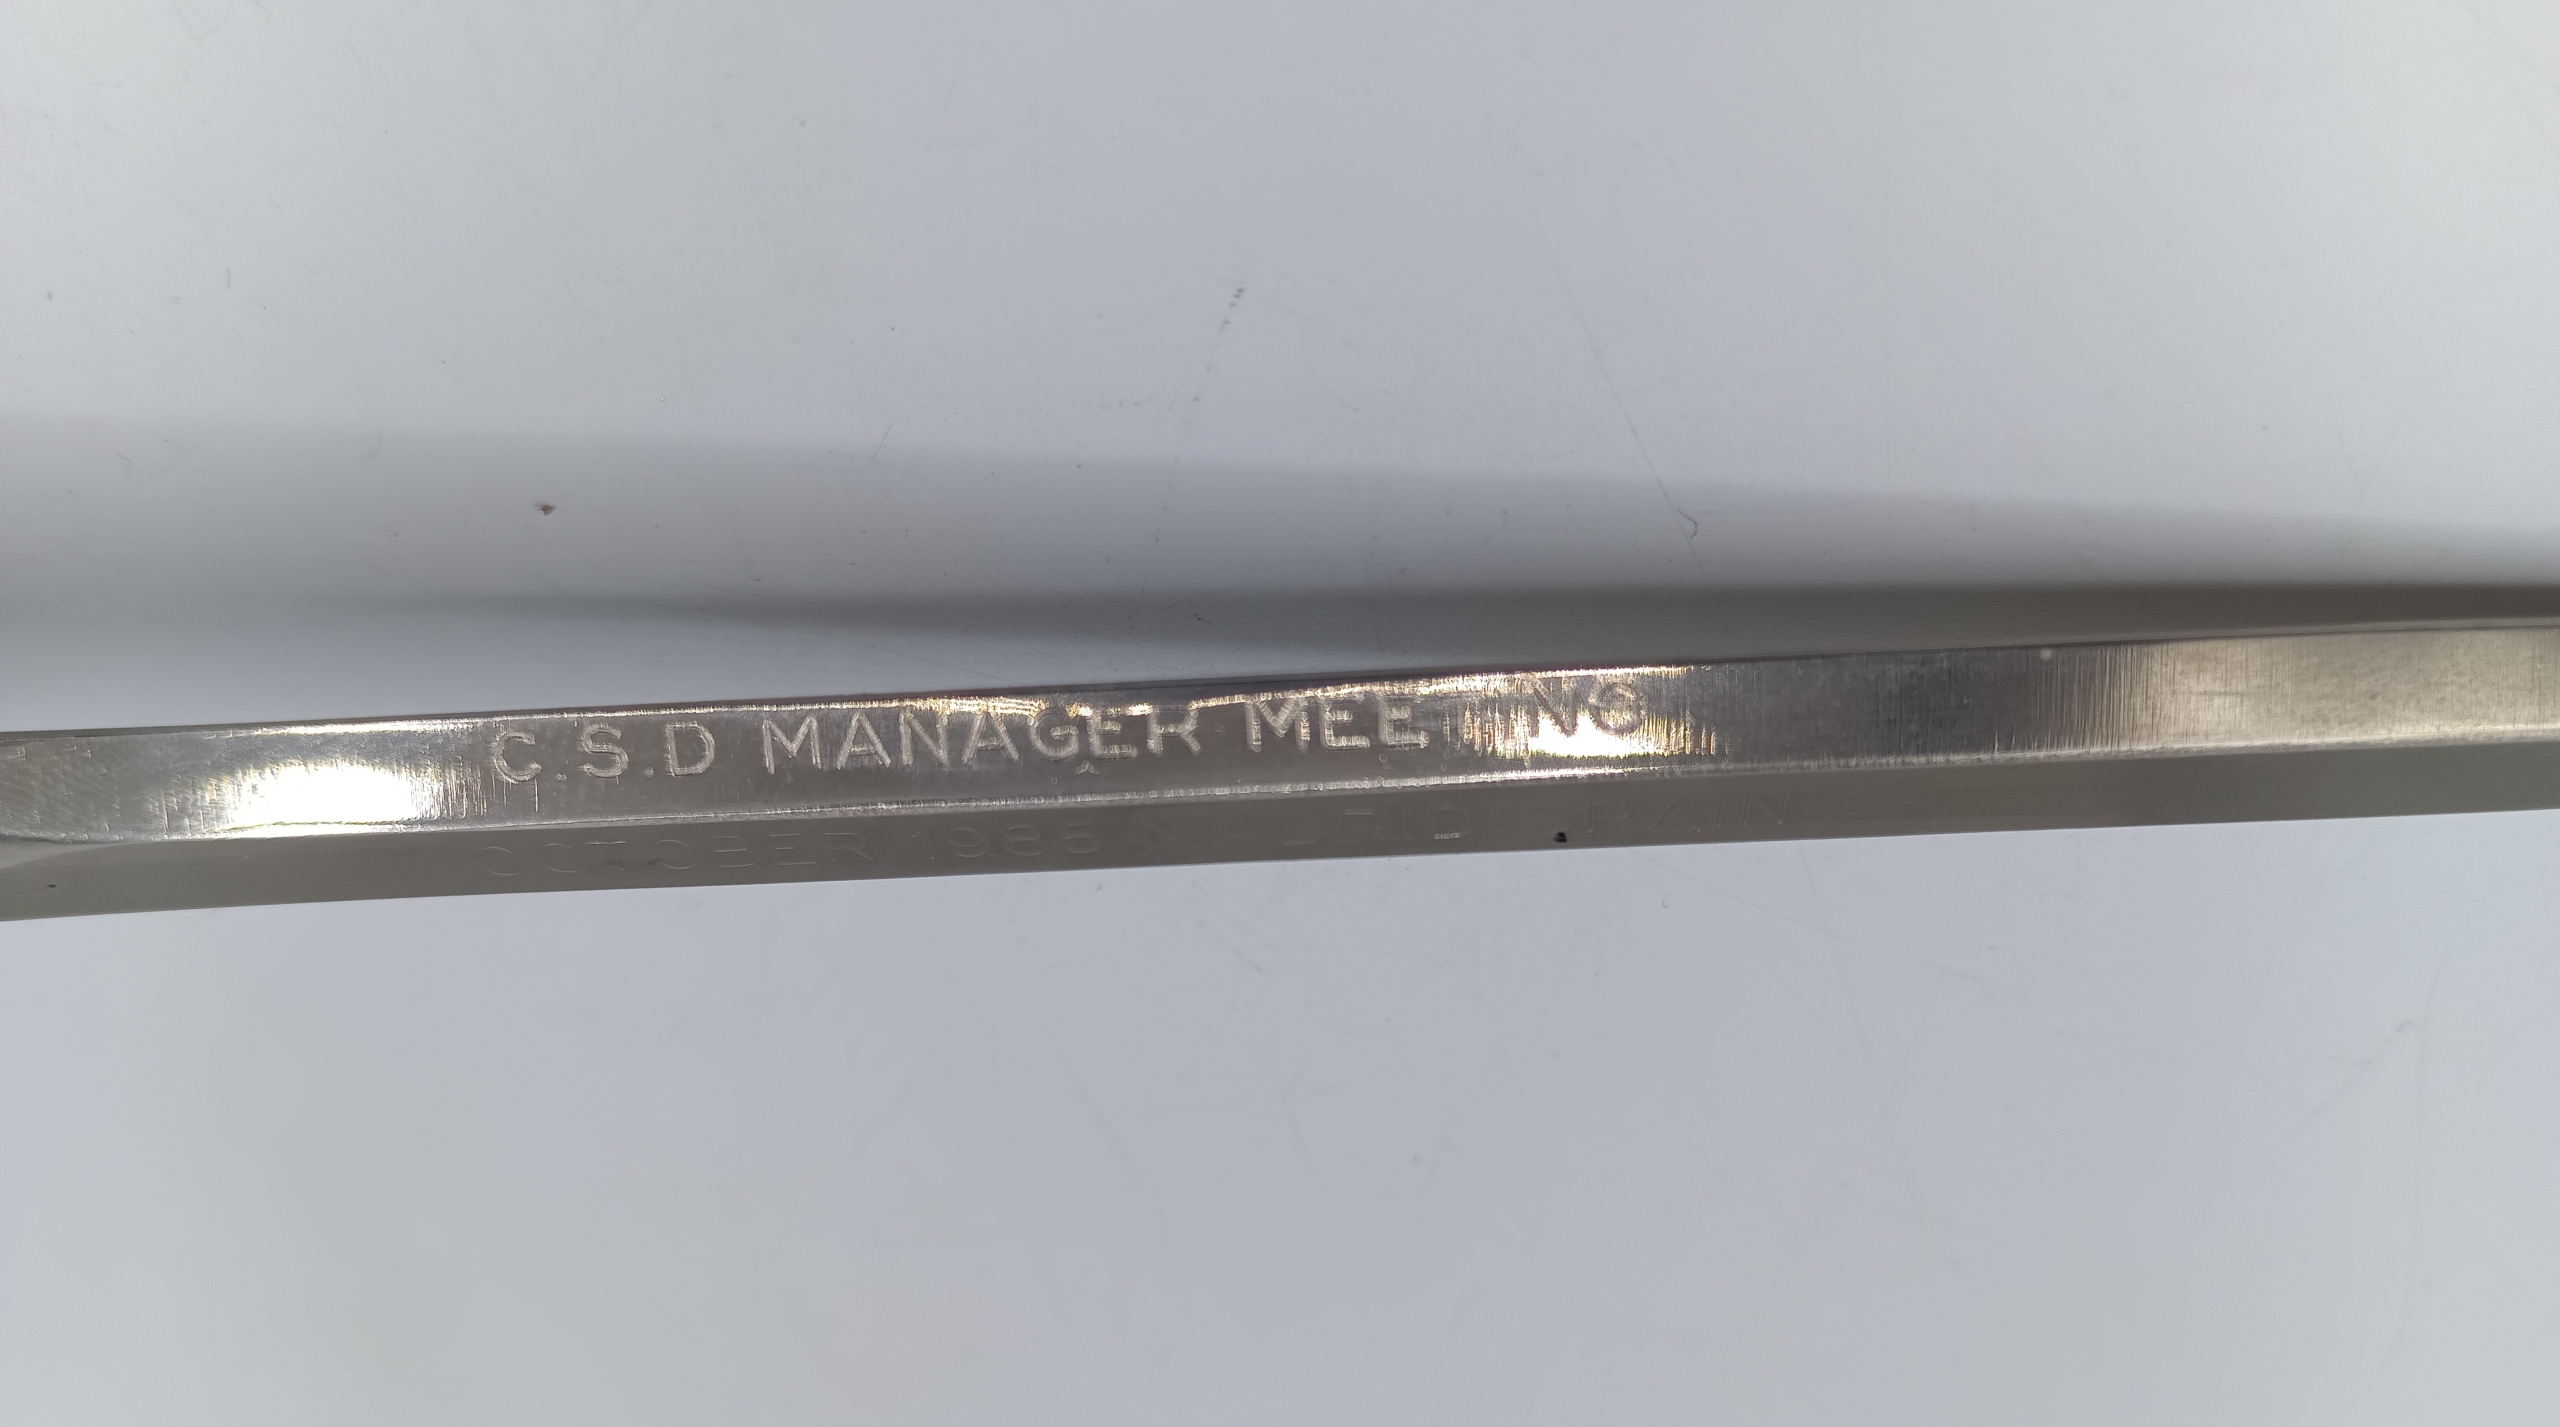 C.S.D MANAGER MEETING
OCTOBER 1985 MADRID SPAIN